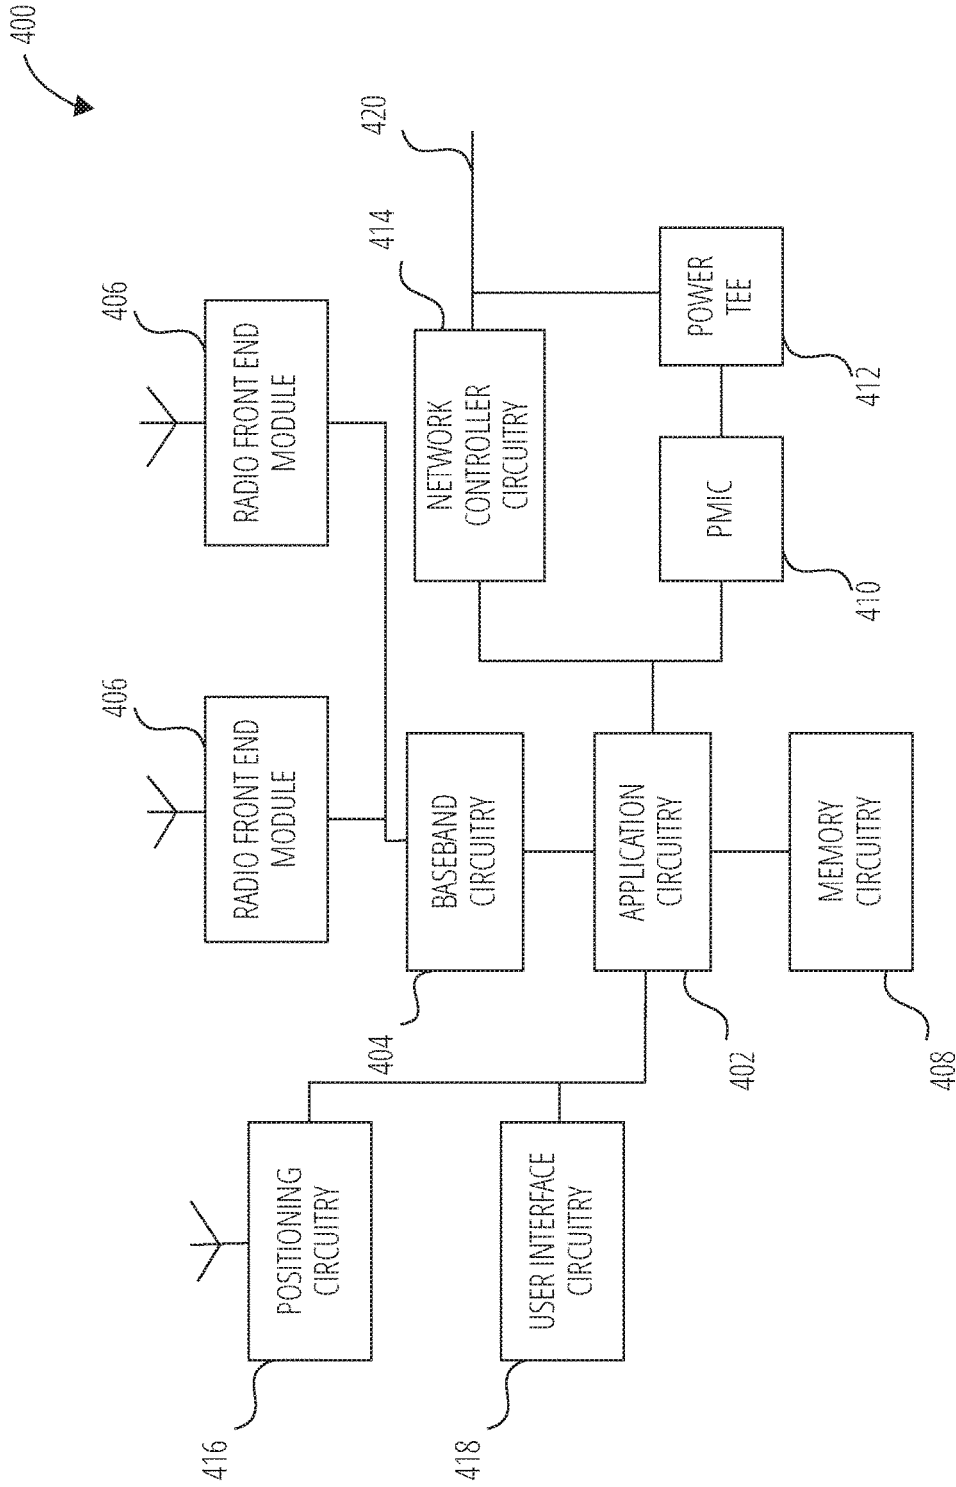 400
406
RADIO FRONT END
MODULE
406
RADIO FRONT END
MODULE
416
POSITIONING
CIRCUITRY
404
BASEBAND
CIRCUITRY
414
NETWORK
CONTROLLER
CIRCUITRY
420
418
USER INTERFACE
CIRCUITRY
402
APPLICATION
CIRCUITRY
410
PMIC
412
POWER
TEE
408
MEMORY
CIRCUITRY